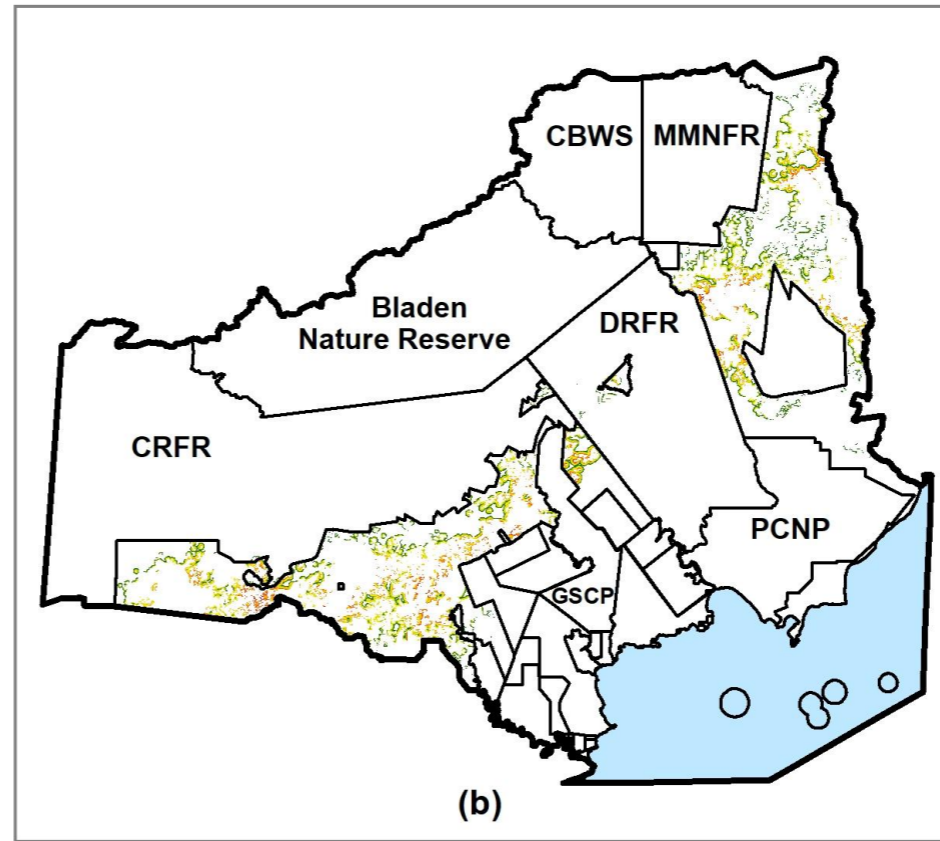 CBWS
MMNFR
Bladen
Nature Reserve
DRFR
CRFR
PCNP
GSCP
(b)